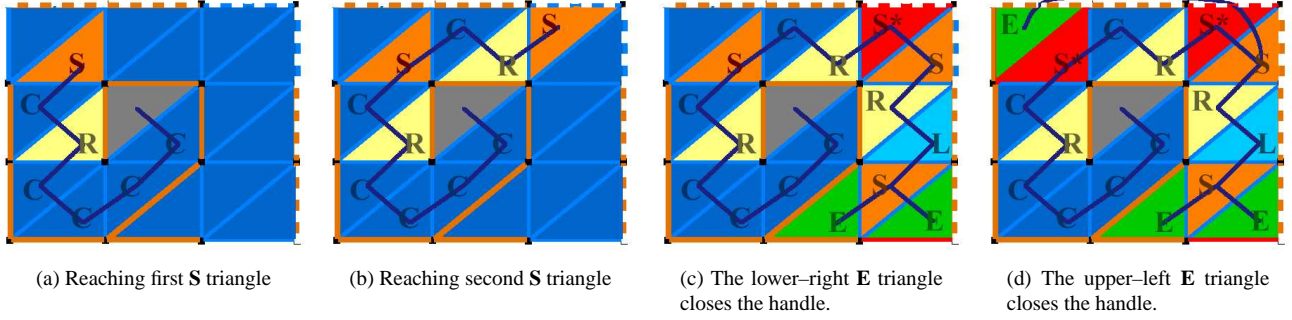 S
C
R C
C C
C
(a) Reaching first S triangle
C S
S R
C
R C
C C
C
(b) Reaching second S triangle
C S*
S R S
C R
R C L
C C S
C E E
(c) The lower–right E triangle
closes the handle.
E C S*
S* R S
C R
R C L
C C S
C E E
(d) The upper–left E triangle
closes the handle.